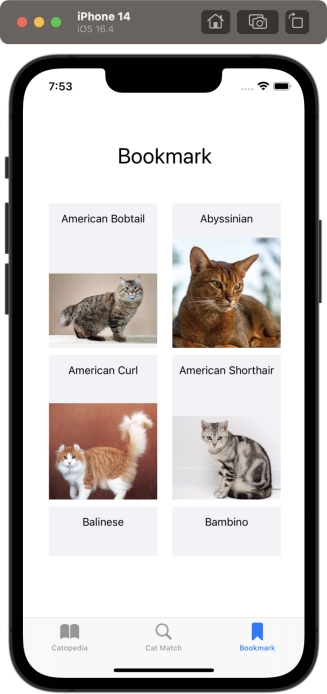 iPhone 14
iOS 16.4
7:53
Bookmark
American Bobtail
Abyssinian
American Curl
American Shorthair
Balinese
Bambino
Catopedia
Cat Match
Bookmark